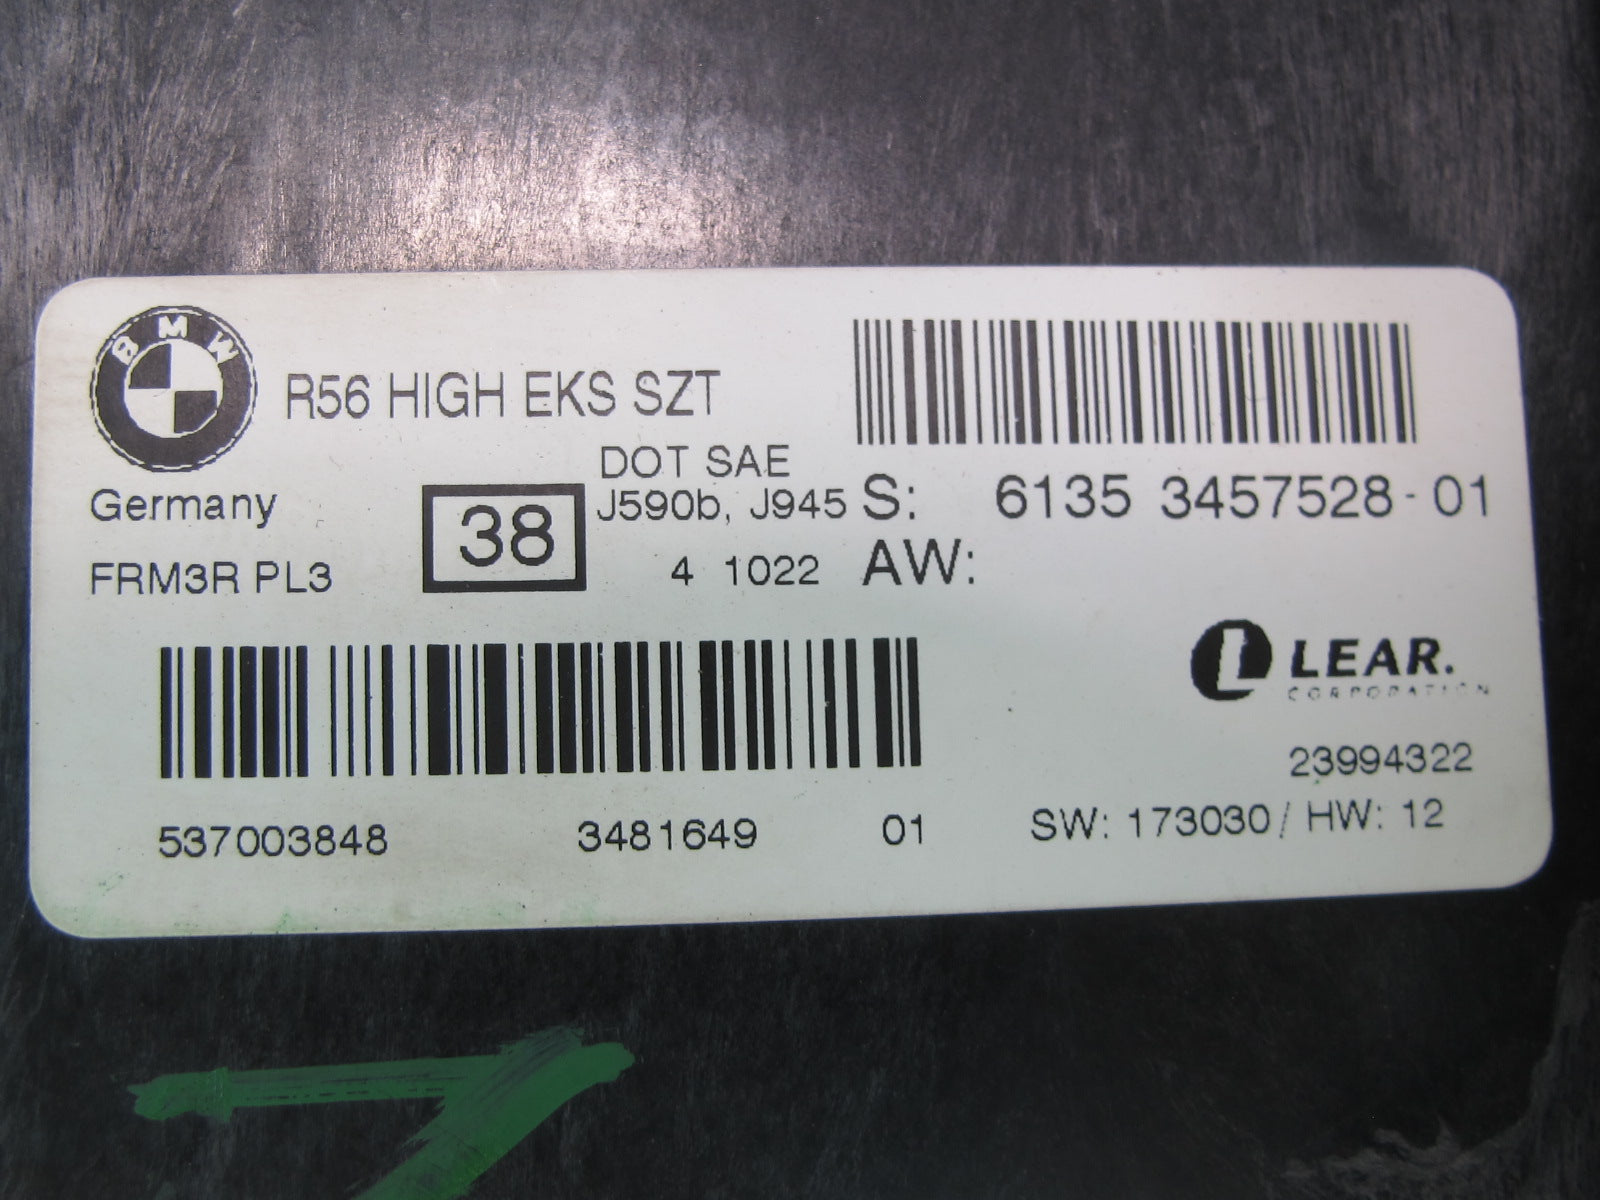 BMW
R56 HIGH EKS SZT
DOT SAE
J590b, J945
S: 6135 3457528-01
Germany
38
FRM3R PL3
4 1022
AW:
LEAR.
CORPORATION
23994322
537003848 3481649 01
SW: 173030 / HW: 12